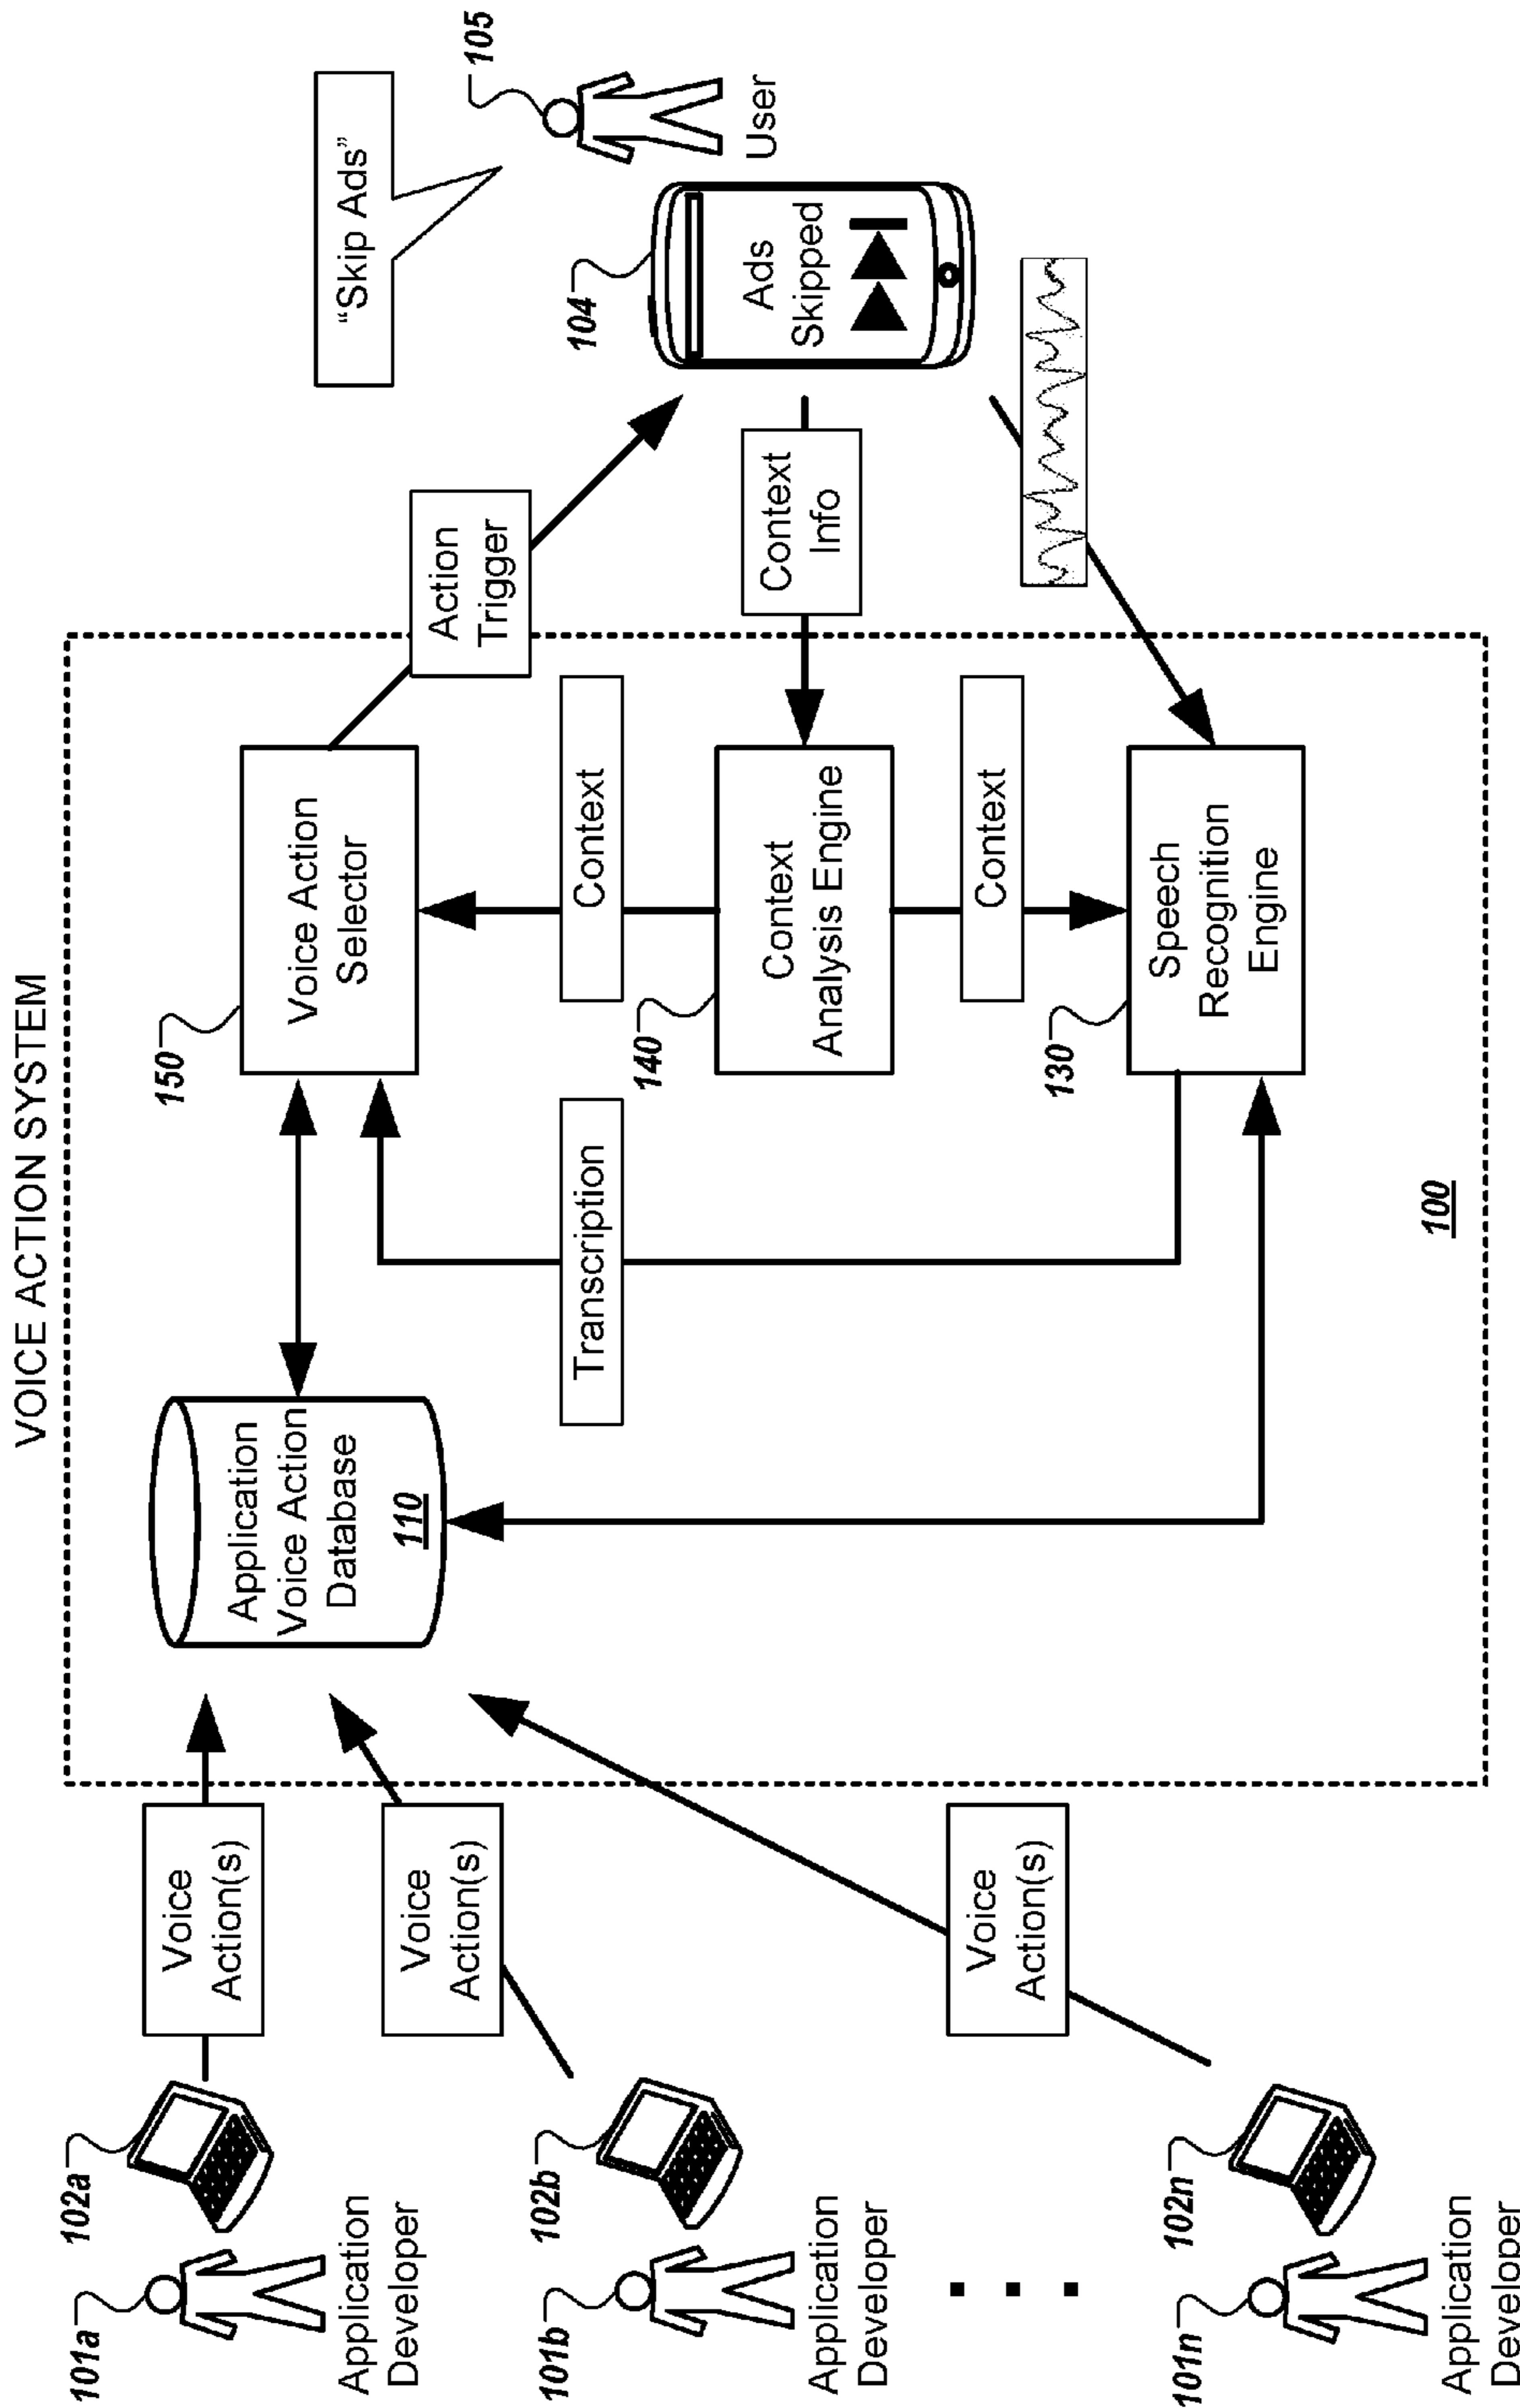 VOICE ACTION SYSTEM
101a
102a
Application
Developer
Voice
Action(s)
101b
102b
Application
Developer
Voice
Action(s)
101n
102n
Application
Developer
Voice
Action(s)
Application
Voice Action
Database
110
Transcription
150
Voice Action
Selector
Context
140
Context
Analysis Engine
Context
130
Speech
Recognition
Engine
100
Action
Trigger
Context
Info
“Skip Ads”
104
Ads
Skipped
105
User